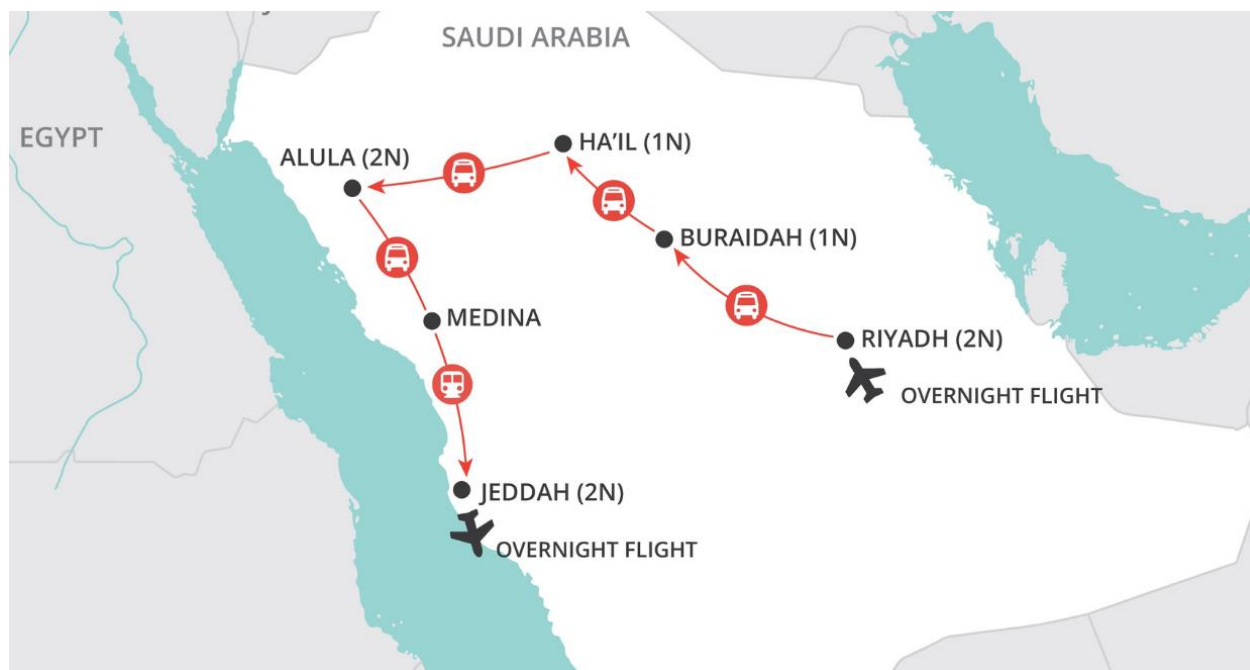 SAUDI ARABIA
EGYPT
HA'IL (1N)
ALULA (2N)
BURAIDAH (1N)
MEDINA
RIYADH (2N)
OVERNIGHT FLIGHT
JEDDAH (2N)
OVERNIGHT FLIGHT